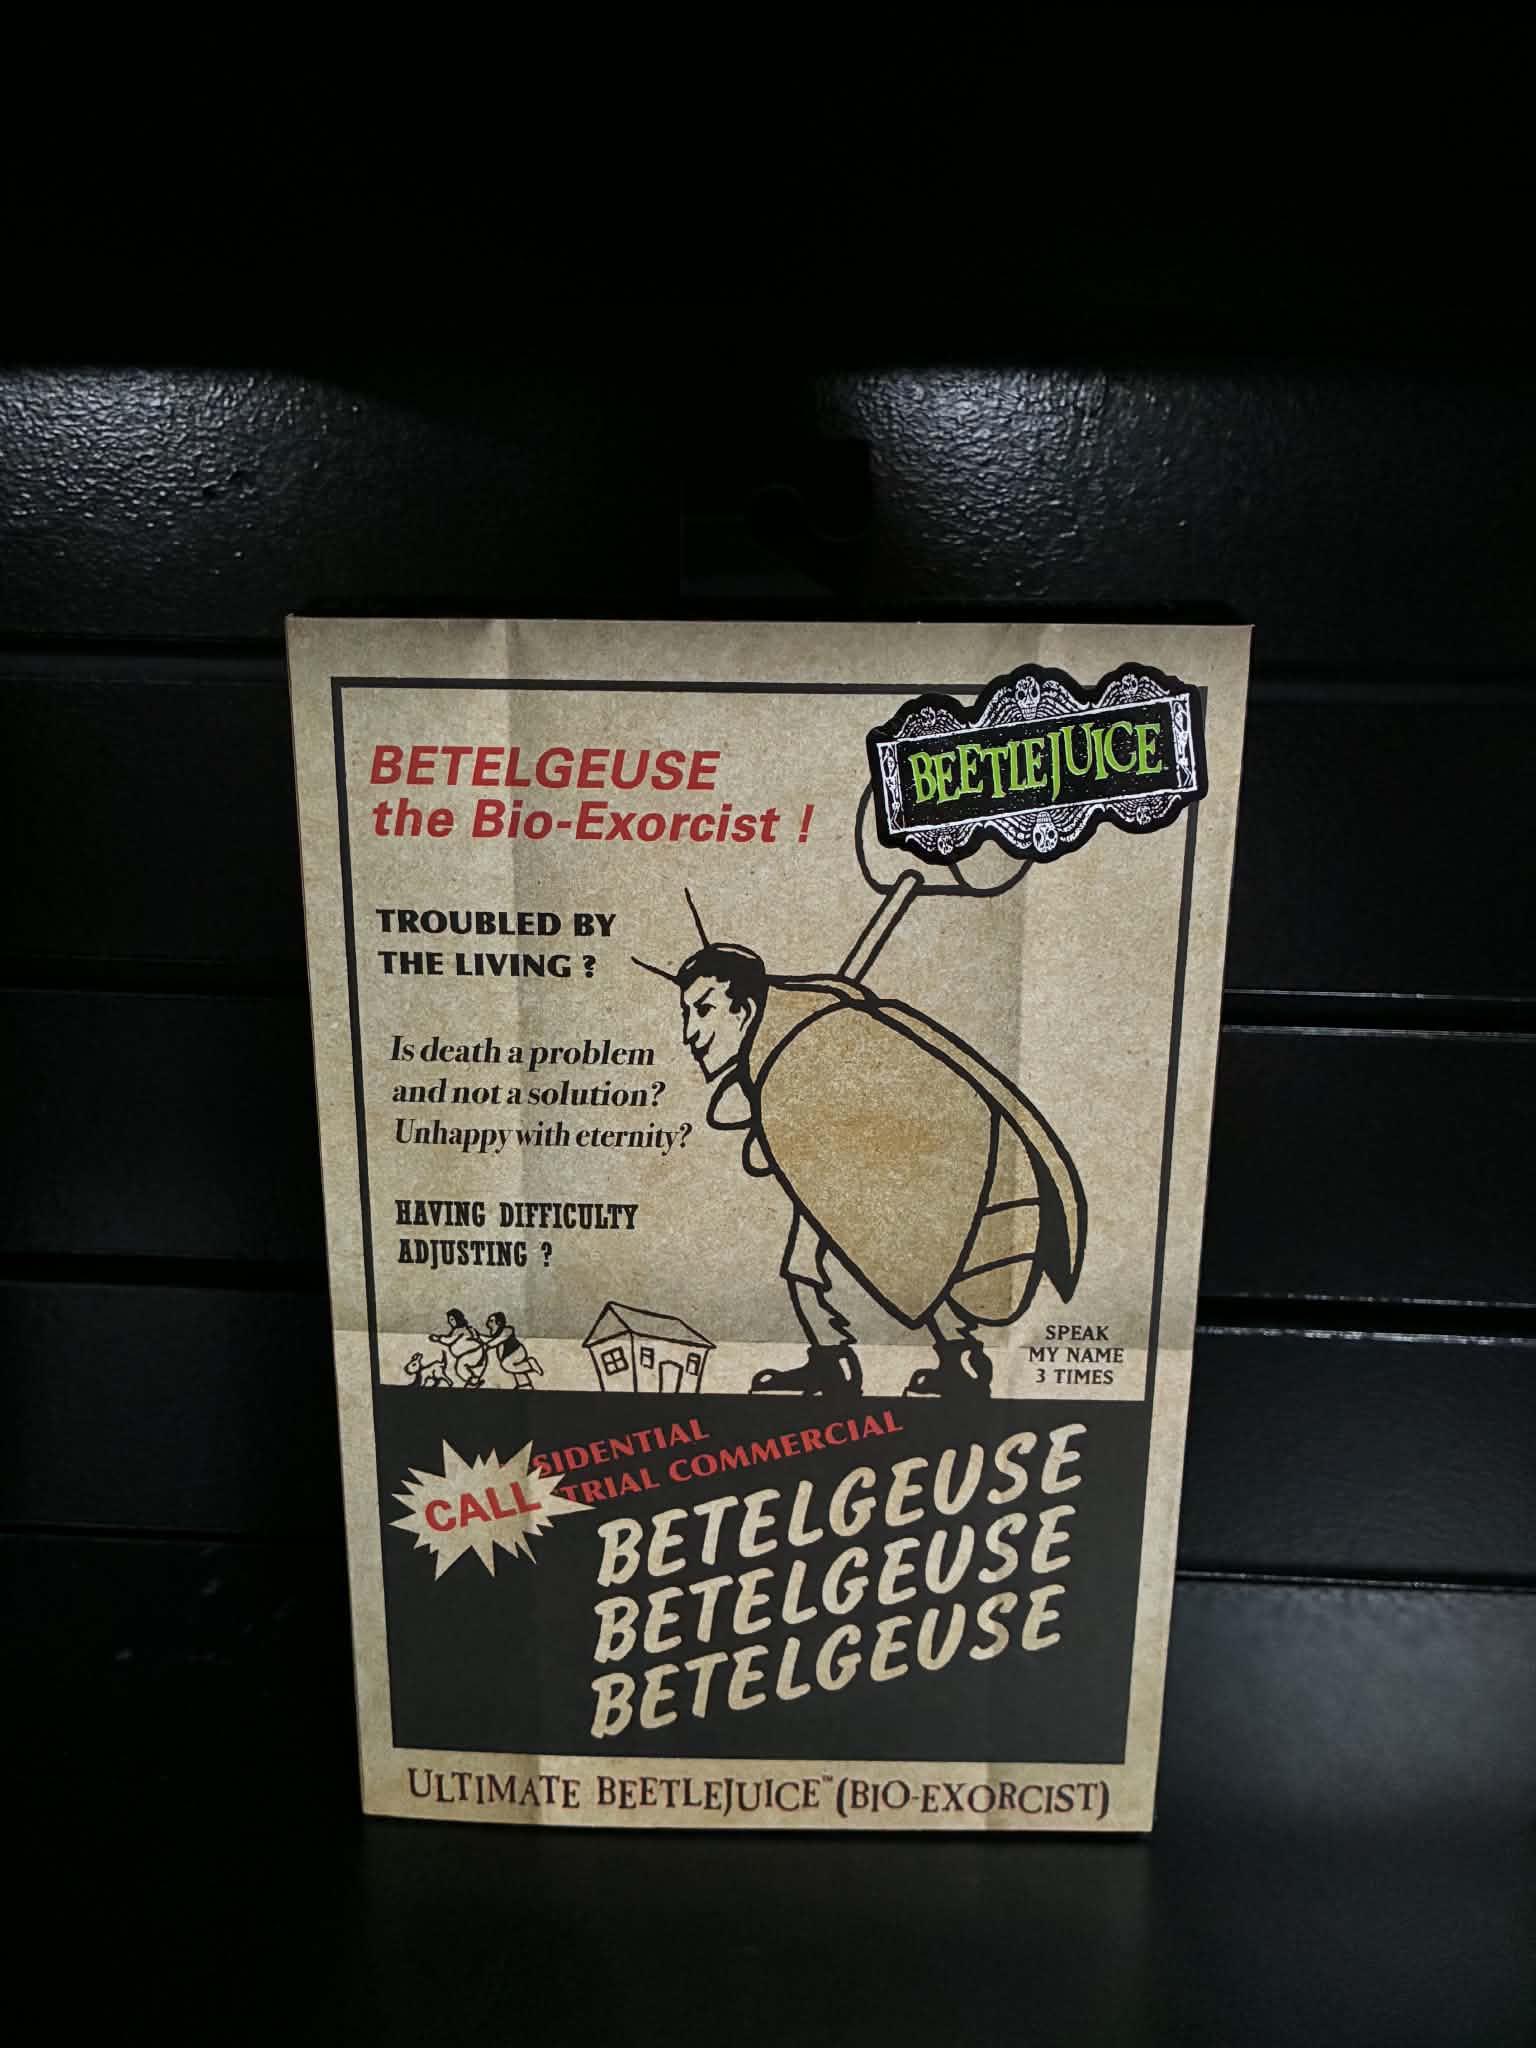 BEETLEJUICE
BETELGEUSE
the Bio-Exorcist !
TROUBLED BY
THE LIVING ?
Is death a problem
and not a solution?
Unhappy with eternity?
HAVING DIFFICULTY
ADJUSTING ?
SPEAK
MY NAME
3 TIMES
SIDENTIAL
TRIAL COMMERCIAL
CALL
BETELGEUSE
BETELGEUSE
BETELGEUSE
ULTIMATE BEETLEJUICE™ (BIO-EXORCIST)